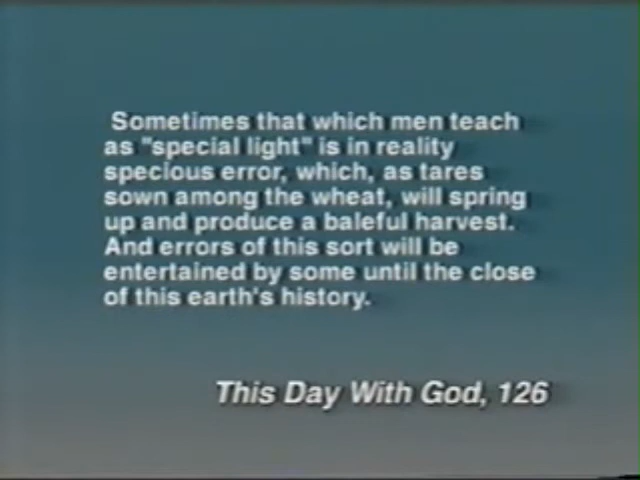 Sometimes that which men teach
as "special light" is in reality
specious error, which, as tares
sown among the wheat, will spring
up and produce a baleful harvest.
And errors of this sort will be
entertained by some until the close
of this earth's history.
This Day With God, 126